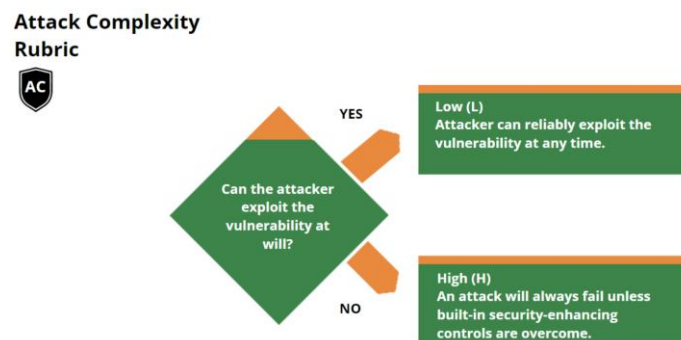 Attack Complexity
Rubric
AC
YES
Low (L)
Attacker can reliably exploit the
vulnerability at any time.
Can the attacker
exploit the
vulnerability at
will?
NO
High (H)
An attack will always fail unless
built-in security-enhancing
controls are overcome.